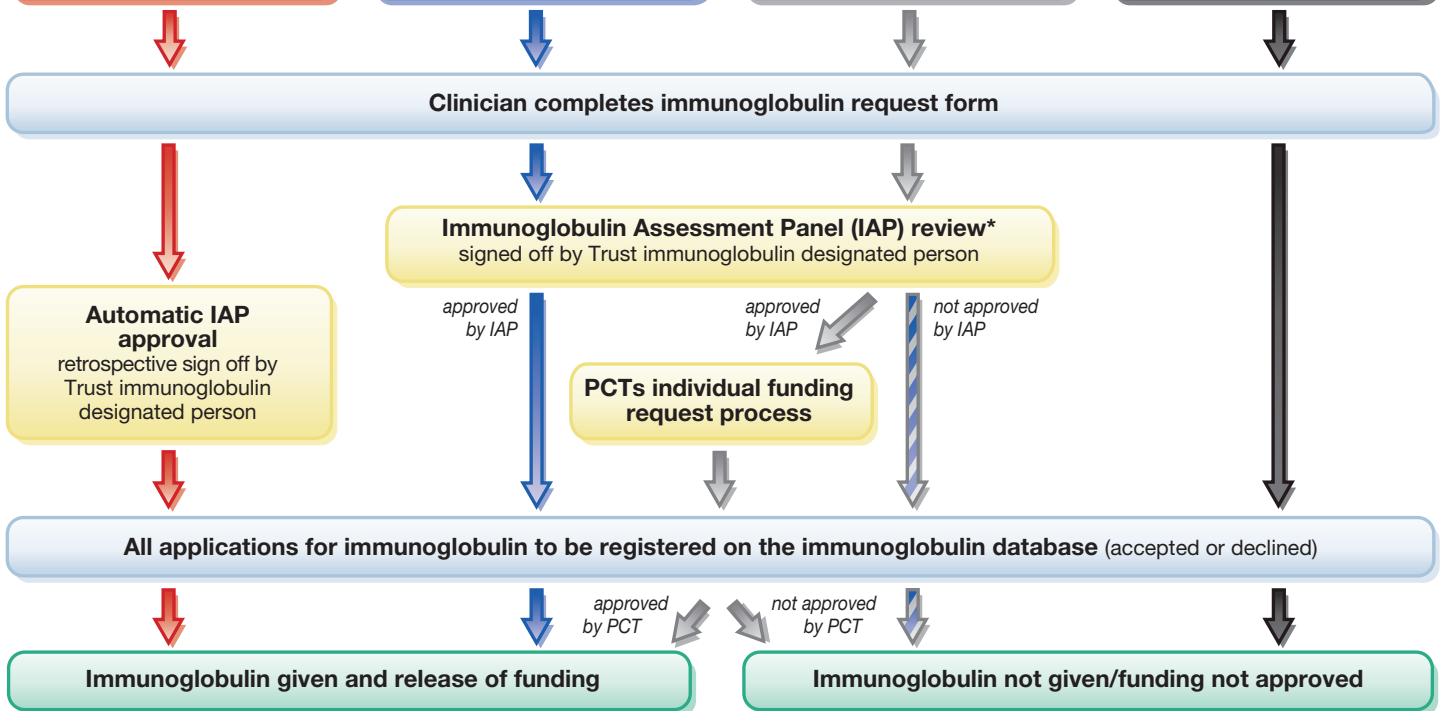 Clinician completes immunoglobulin request form
Immunoglobulin Assessment Panel (IAP) review*
signed off by Trust immunoglobulin designated person
Automatic IAP
approval
retrospective sign off by
Trust immunoglobulin
designated person
approved
by IAP
approved
by IAP
not approved
by IAP
PCTs individual funding
request process
All applications for immunoglobulin to be registered on the immunoglobulin database (accepted or declined)
approved
by PCT
not approved
by PCT
Immunoglobulin given and release of funding
Immunoglobulin not given/funding not approved